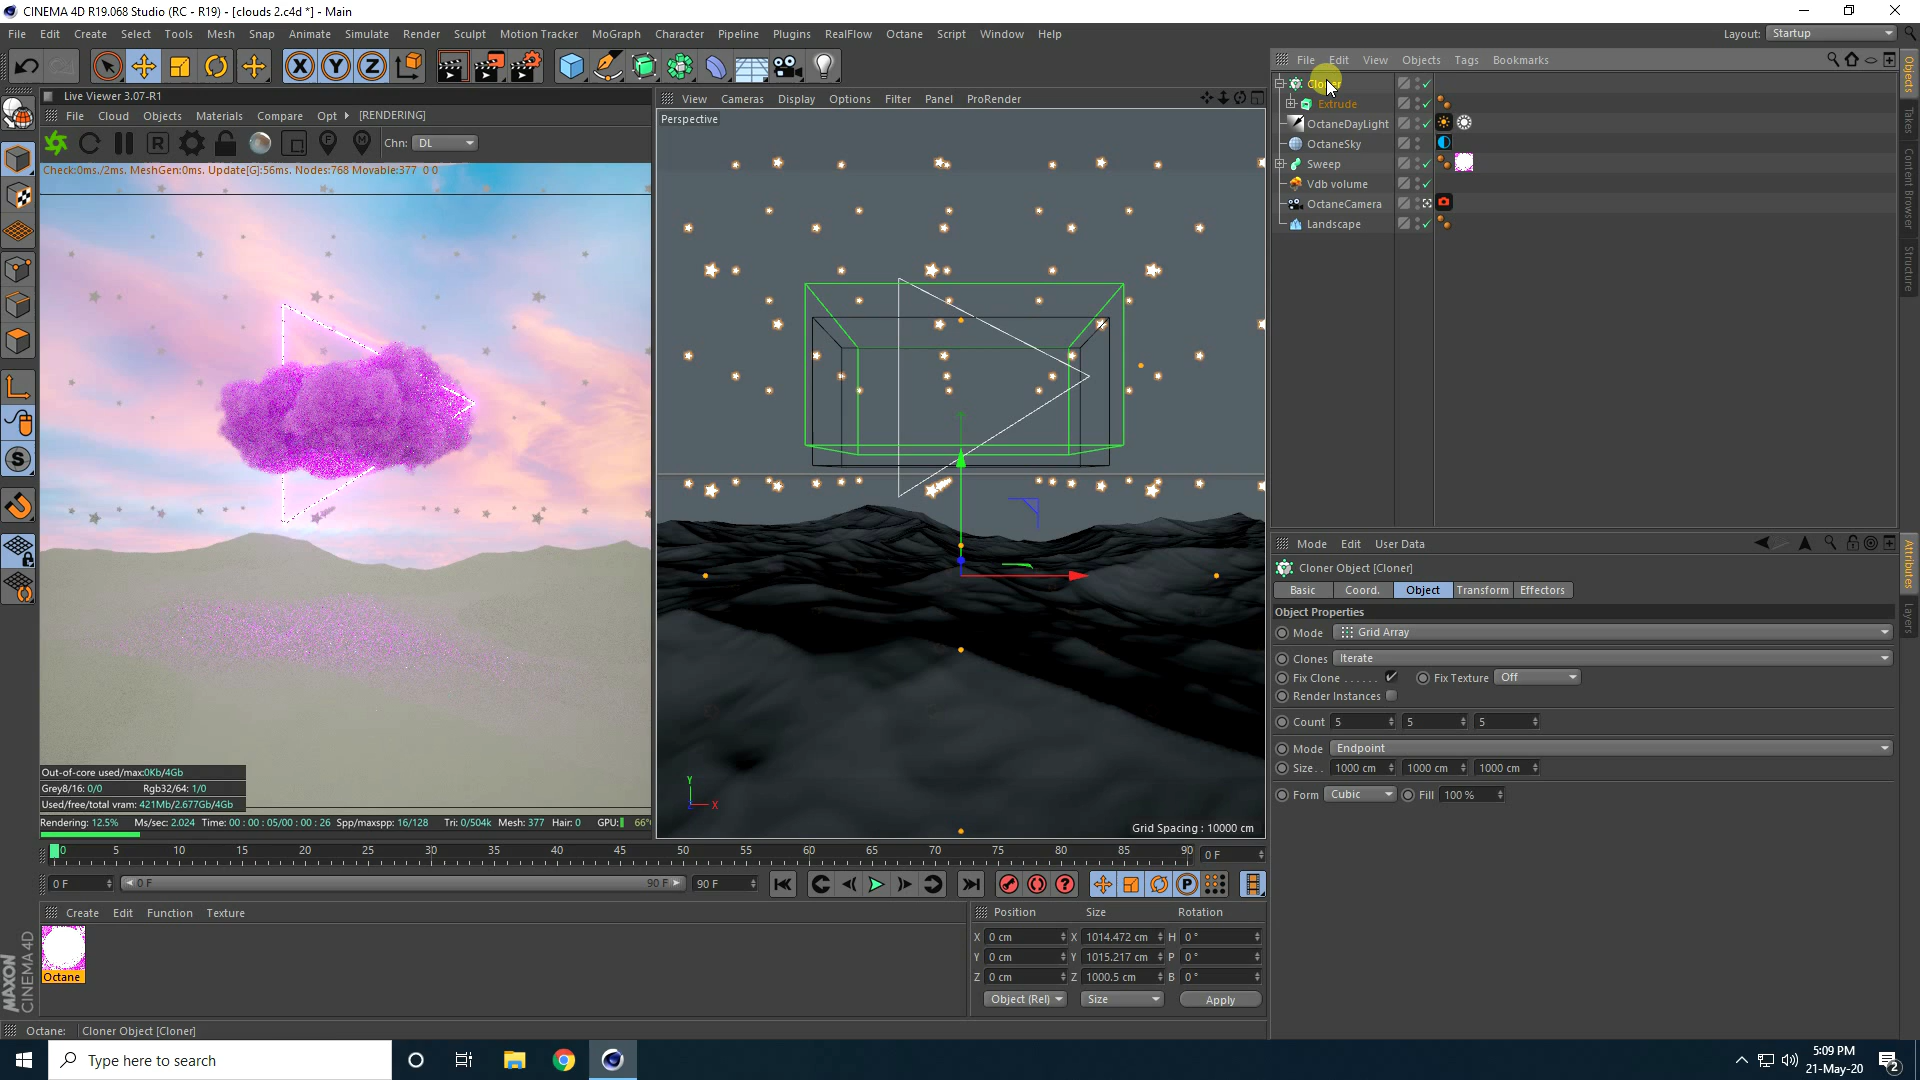 CINEMA 4D R19.068 Studio (RC - R19) - [clouds 2.c4d *] - Main
File Edit Create Select Tools Mesh Snap Animate Simulate Render Sculpt Motion Tracker MoGraph Character Pipeline Plugins RealFlow Octane Script Window Help
Layout: Startup
Live Viewer 3.07-R1
File Cloud Objects Materials Compare Opt [RENDERING]
Chn: DL
Check:0ms./2ms. MeshGen:0ms. Update[G]:56ms. Nodes:768 Movable:377 0 0
Out-of-core used/max:0Kb/4Gb
Grey8/16: 0/0 Rgb32/64: 1/0
Used/free/total vram: 421Mb/2.677Gb/4Gb
Rendering: 12.5% Ms/sec: 2.024 Time: 00 : 00 : 05/00 : 00 : 26 Spp/maxspp: 16/128 Tri: 0/504k Mesh: 377 Hair: 0 GPU: 66°
View Cameras Display Options Filter Panel ProRender
Perspective
Y
X
Grid Spacing : 10000 cm
0 5 10 15 20 25 30 35 40 45 50 55 60 65 70 75 80 85 90
0 F
0 F 0 F 90 F 90 F
Create Edit Function Texture
Octane
MAXON
CINEMA 4D
Position Size Rotation
X 0 cm X 1014.472 cm H 0 °
Y 0 cm Y 1015.217 cm P 0 °
Z 0 cm Z 1000.5 cm B 0 °
Object (Rel) Size Apply
Octane: Cloner Object [Cloner]
File Edit View Objects Tags Bookmarks
Cloner
Extrude
OctaneDayLight
OctaneSky
Sweep
Vdb volume
OctaneCamera
Landscape
Objects
Takes
Content Browser
Structure
Mode Edit User Data
Cloner Object [Cloner]
Basic Coord. Object Transform Effectors
Object Properties
Mode Grid Array
Clones Iterate
Fix Clone . . . . . . Fix Texture Off
Render Instances
Count 5 5 5
Mode Endpoint
Size . . 1000 cm 1000 cm 1000 cm
Form Cubic Fill 100 %
Attributes
Layers
Type here to search
5:09 PM
21-May-20
2